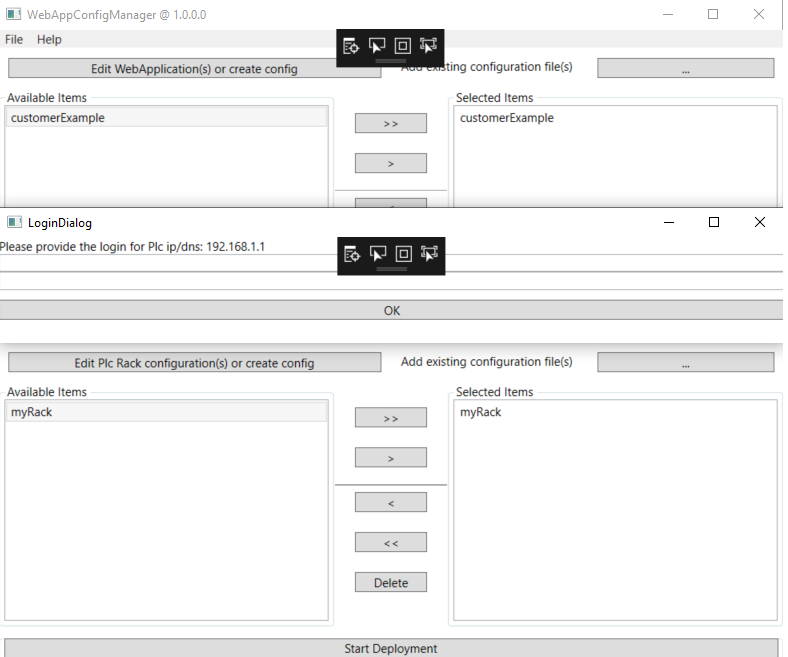 WebAppConfigManager @ 1.0.0.0
File Help
Edit WebApplication(s) or create config
Add existing configuration file(s)
...
Available Items
Selected Items
customerExample
customerExample
>>
>
LoginDialog
Please provide the login for Plc ip/dns: 192.168.1.1
OK
Edit Plc Rack configuration(s) or create config
Add existing configuration file(s)
...
Available Items
Selected Items
myRack
myRack
>>
>
<
<<
Delete
Start Deployment